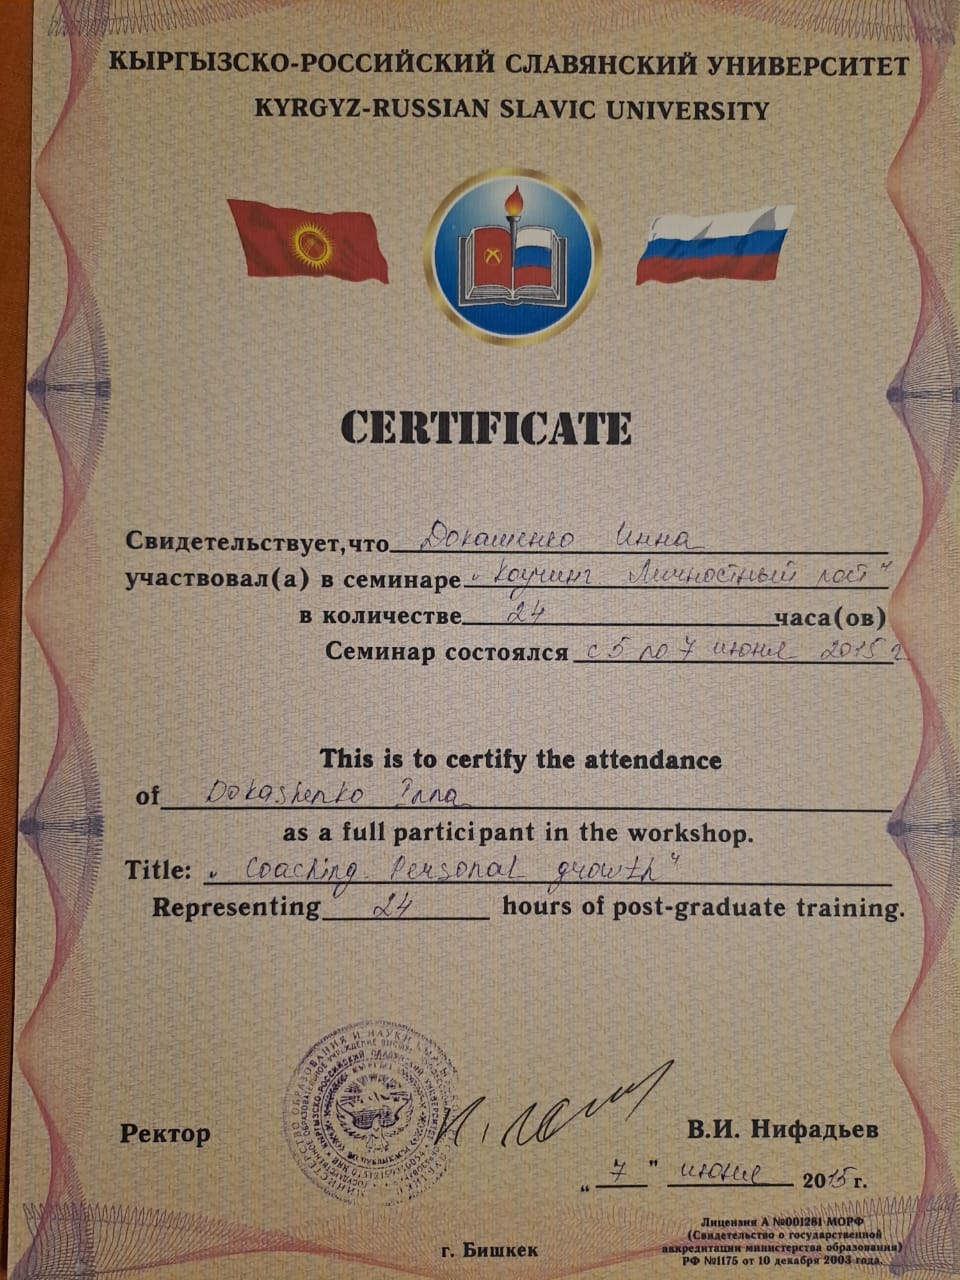 КЫРГЫЗСКО-РОССИЙСКИЙ СЛАВЯНСКИЙ УНИВЕРСИТЕТ
KYRGYZ-RUSSIAN SLAVIC UNIVERSITY
CERTIFICATE
Свидетельствует,что Докашенко Инна
участвовал(а) в семинаре „Коучинг Личностный рост"
в количестве 24 часа(ов)
Семинар состоялся с 5 по 7 июня 2015 г
This is to certify the attendance
of Dokashenko Inna
as a full participant in the workshop.
Title: „Coaching. Personal growth"
Representing 24 hours of post-graduate training.
Ректор В.И. Нифадьев
„ 7 " июня 2015 г.
г. Бишкек
Лицензия А №001281 МОРФ
(Свидетельство о государственной
аккредитации министерства образования)
РФ №1175 от 10 декабря 2003 года.